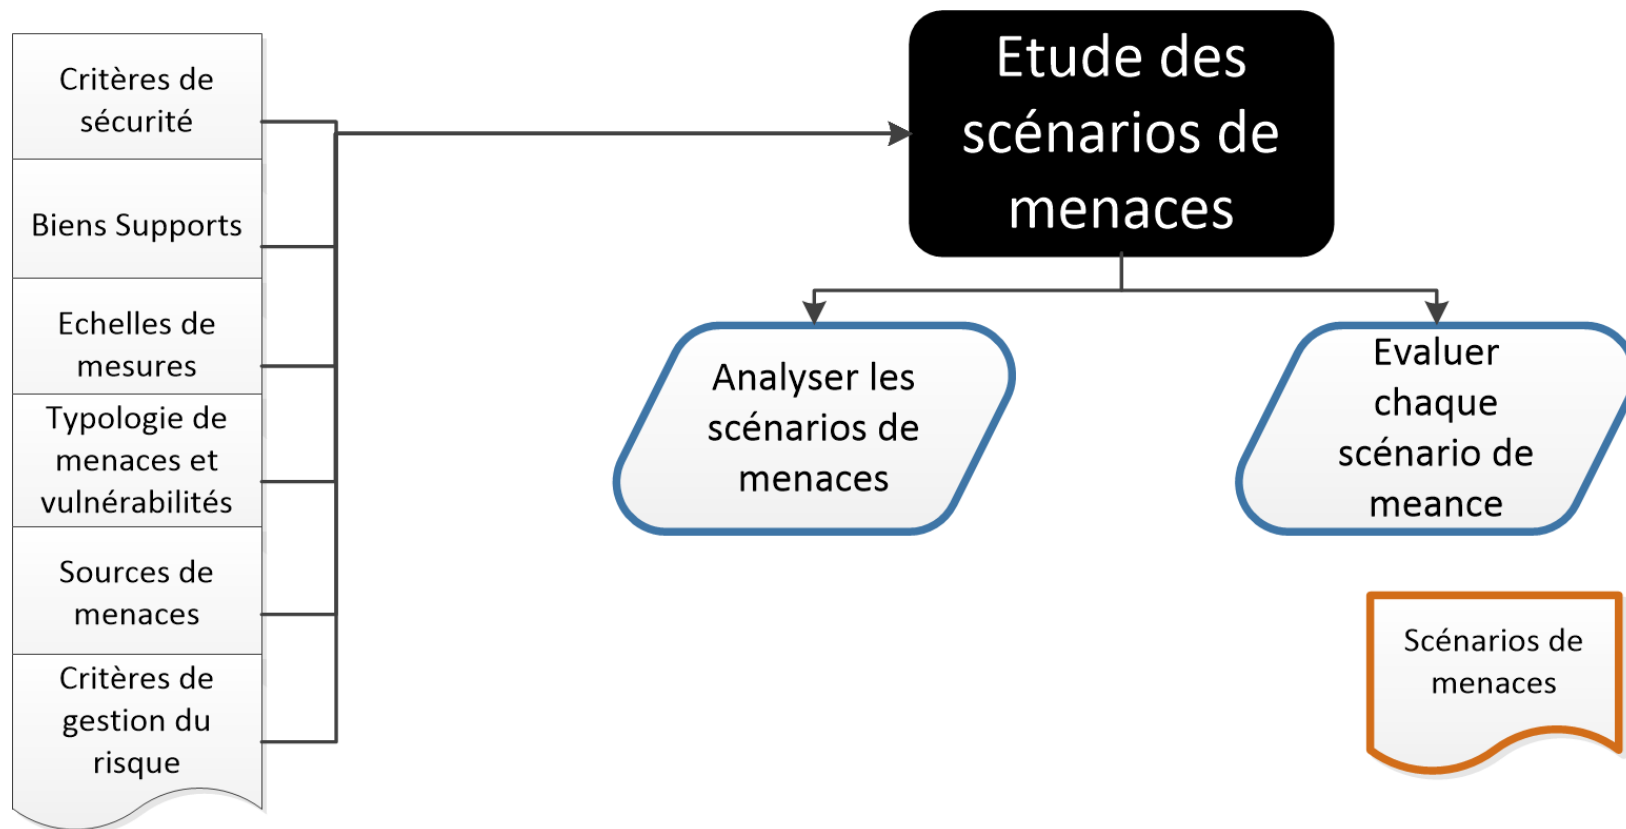 Critères de
sécurité
Biens Supports
Echelles de
mesures
Typologie de
menaces et
vulnérabilités
Sources de
menaces
Critères de
gestion du
risque
Etude des
scénarios de
menaces
Analyser les
scénarios de
menaces
Evaluer
chaque
scénario de
meance
Scénarios de
menaces